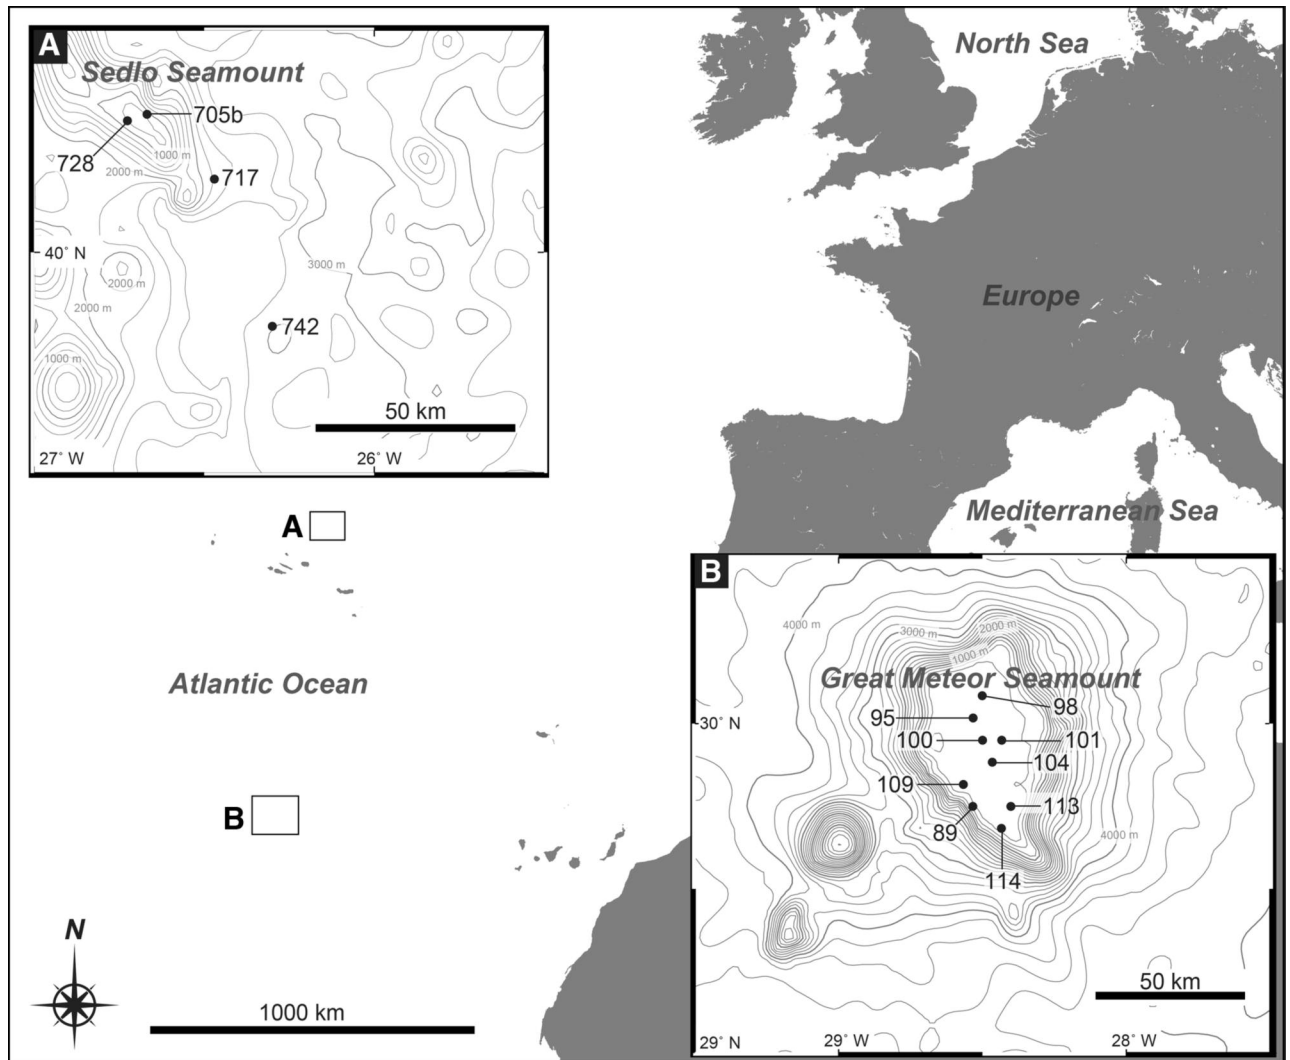 A
Sedlo Seamount
705b
728
1000 m
2000 m
717
40° N
3000 m
2000 m
2000 m
742
1000 m
50 km
27° W
26° W
North Sea
Europe
Mediterranean Sea
A
Atlantic Ocean
B
N
1000 km
B
4000 m
3000 m
2000 m
1000 m
Great Meteor Seamount
98
95
30° N
100
101
104
109
113
89
4000 m
114
50 km
29° N
29° W
28° W